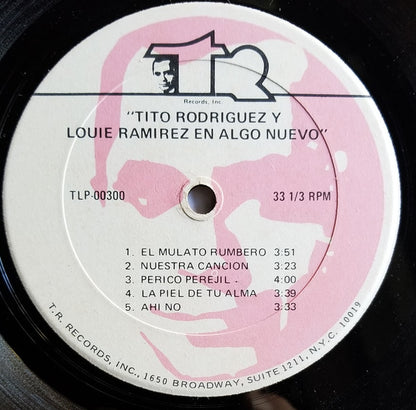 TR
Records, Inc.
"TITO RODRIGUEZ Y
LOUIE RAMIREZ EN ALGO NUEVO"
TLP-00300 33 1/3 RPM
1. EL MULATO RUMBERO 3:51
2. NUESTRA CANCION 3:23
3. PERICO PEREJIL 4:00
4. LA PIEL DE TU ALMA 3:39
5. AHI NO 3:33
T.R. RECORDS, INC., 1650 BROADWAY, SUITE 1211, N.Y.C. 10019